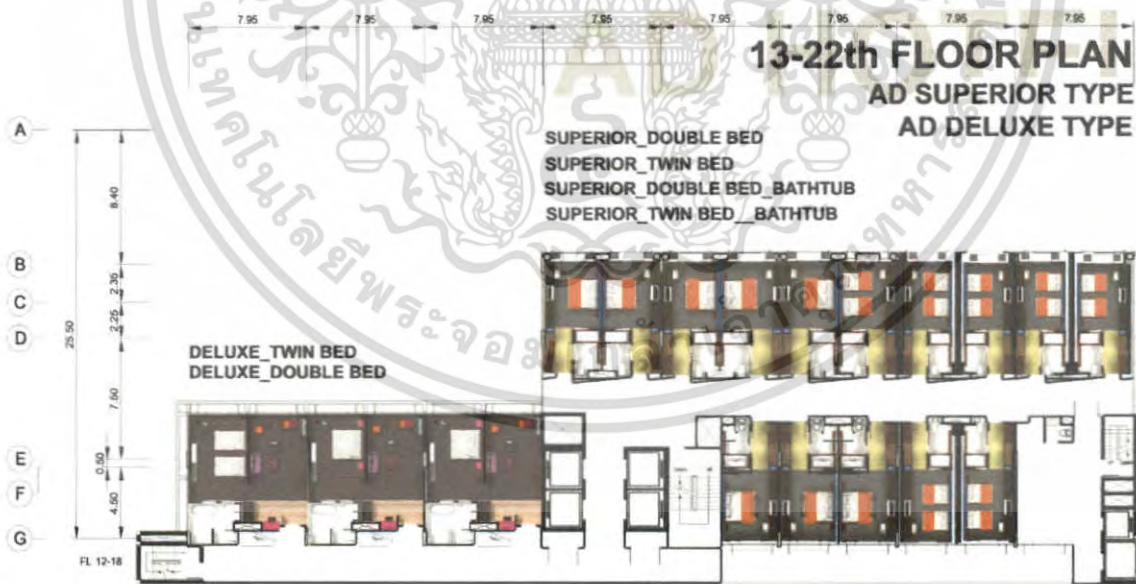 7.95 7.95 7.95 7.95 7.95 7.95 7.95 7.95
AD HOTEL
13-22th FLOOR PLAN
AD SUPERIOR TYPE
AD DELUXE TYPE
SUPERIOR_DOUBLE BED
SUPERIOR_TWIN BED
SUPERIOR_DOUBLE BED_BATHTUB
SUPERIOR_TWIN BED__BATHTUB
A
B
C
D
E
F
G
25.50
8.40
2.35
2.25
7.50
0.50
4.50
DELUXE_TWIN BED
DELUXE_DOUBLE BED
FL 12-18